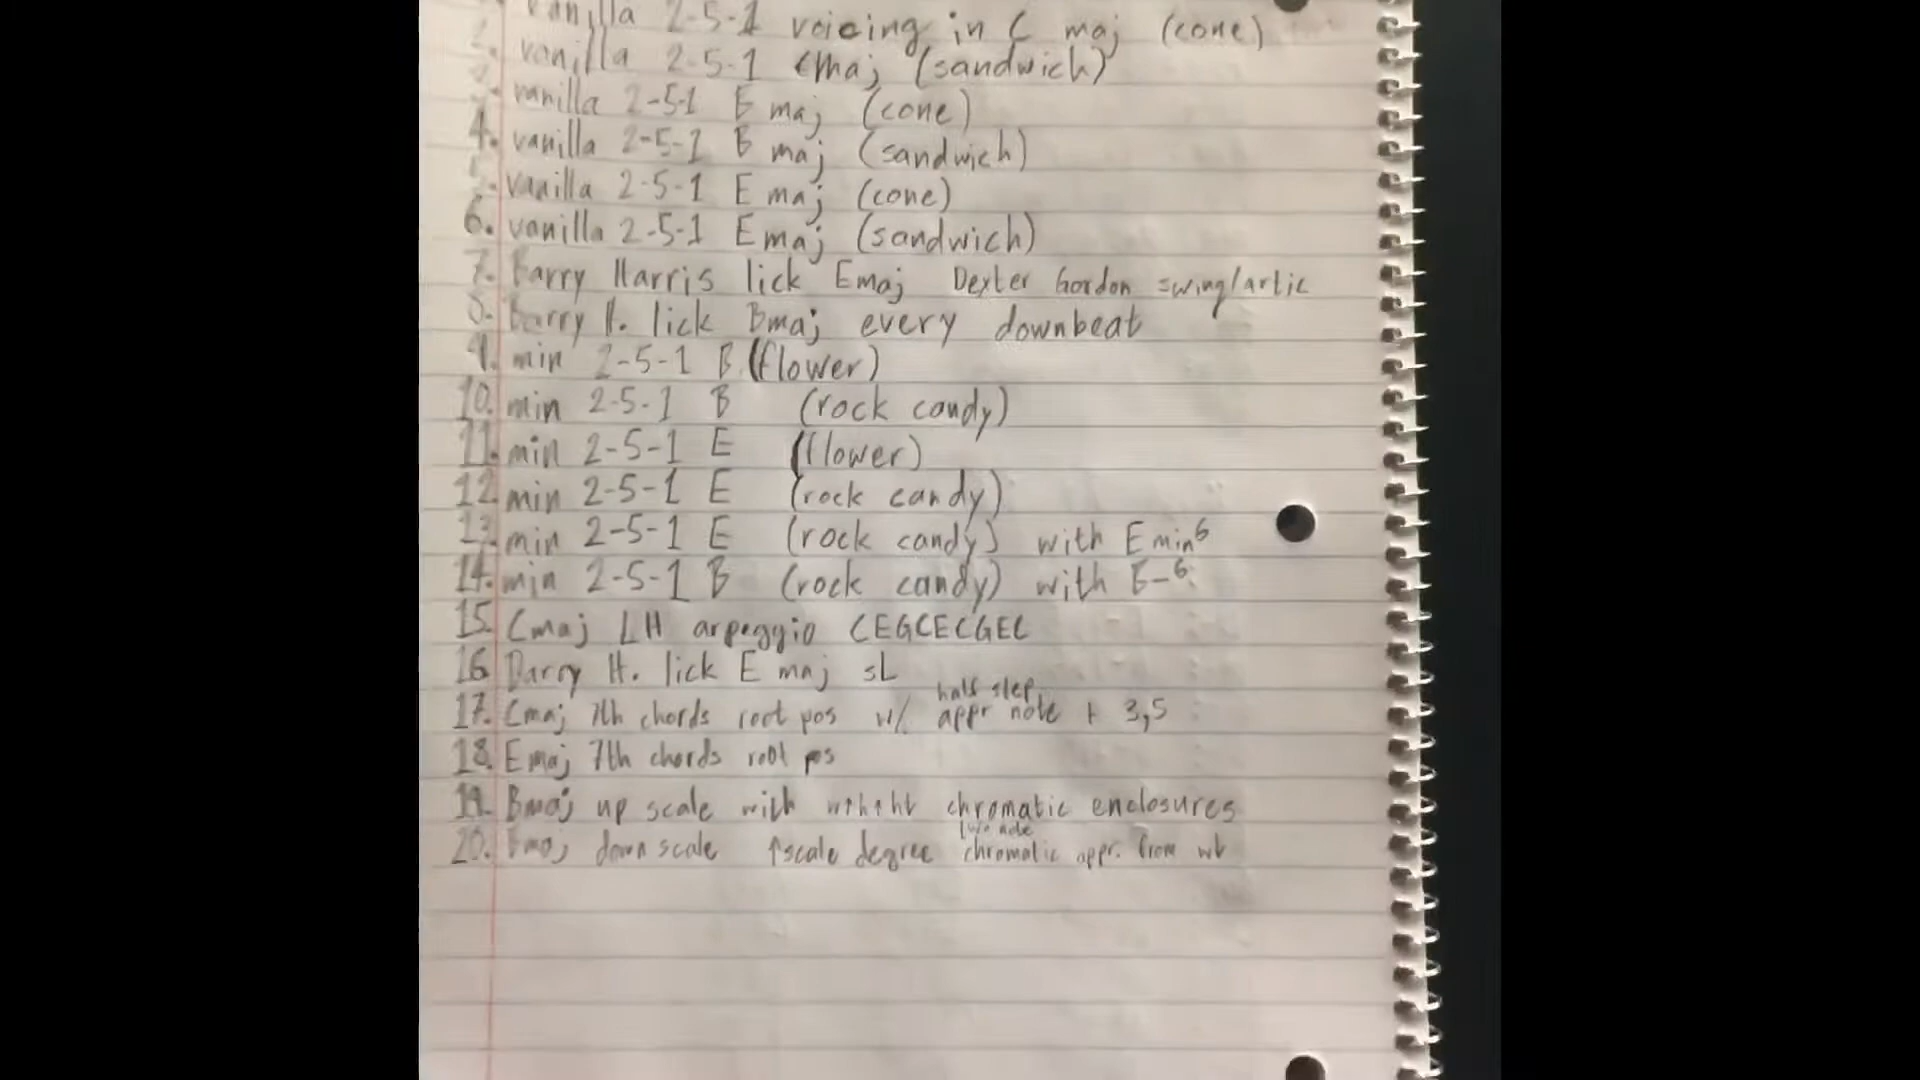 vanilla 2-5-1 voicing in C maj (cone)
2. vanilla 2-5-1 Cmaj (sandwich)
vanilla 2-5-1 B maj (cone)
4. vanilla 2-5-1 B maj (sandwich)
5. vanilla 2-5-1 E maj (cone)
6. vanilla 2-5-1 E maj (sandwich)
7. Barry Harris lick Emaj Dexter Gordon swing/artic
8. Barry H. lick Bmaj every downbeat
9. min 2-5-1 B (flower)
10. min 2-5-1 B (rock candy)
11. min 2-5-1 E (flower)
12. min 2-5-1 E (rock candy)
13. min 2-5-1 E (rock candy) with E min6
14. min 2-5-1 B (rock candy) with B-6
15. Cmaj LH arpeggio CEGCECGEC
16. Barry H. lick E maj
half step
17. Cmaj 7th chords root pos w/ appr note + 3,5
18. Emaj 7th chords root pos
19. Bmaj up scale with chromatic enclosures
two note
20. down scale ↑scale degree chromatic appr. from